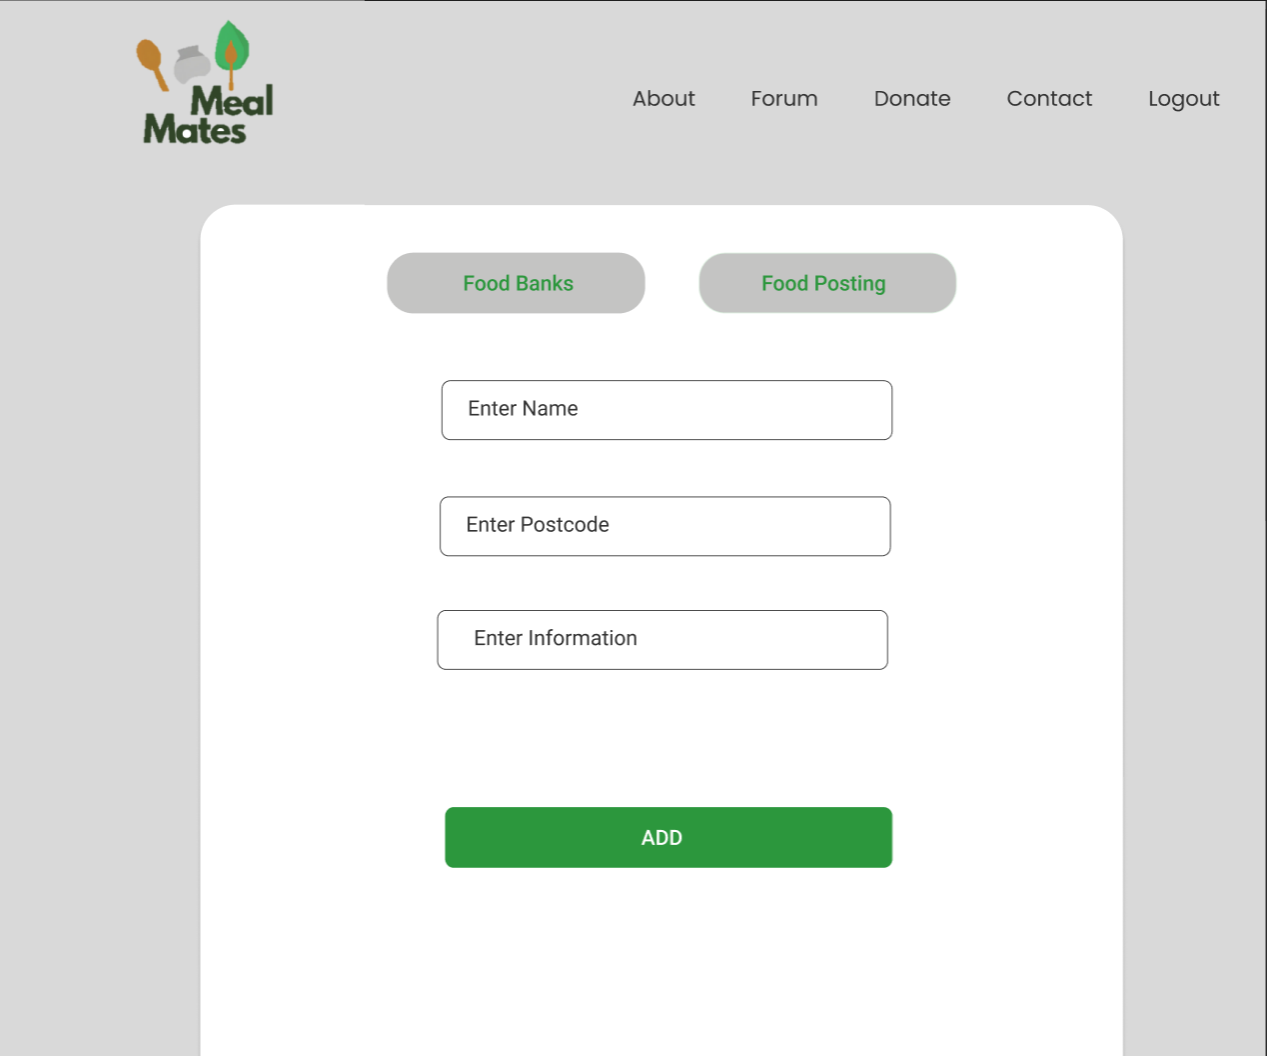 Meal
Mates
About Forum Donate Contact Logout
Food Banks Food Posting
Enter Name
Enter Postcode
Enter Information
ADD